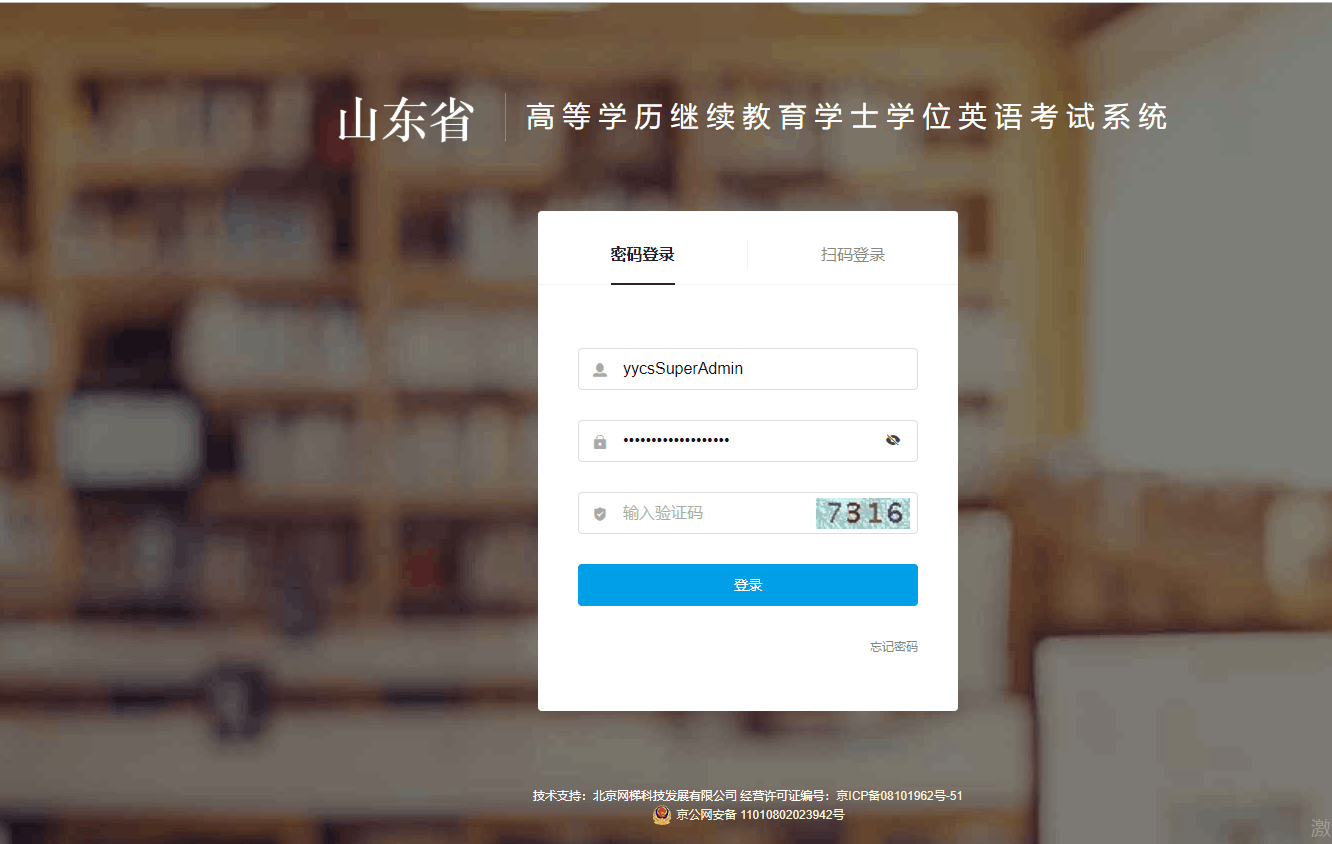 山东省 高等学历继续教育学士学位英语考试系统
密码登录 扫码登录
yycsSuperAdmin
输入验证码 7316
登录
忘记密码
技术支持：北京网梯科技发展有限公司 经营许可证编号：京ICP备08101962号-51
京公网安备 11010802023942号
激